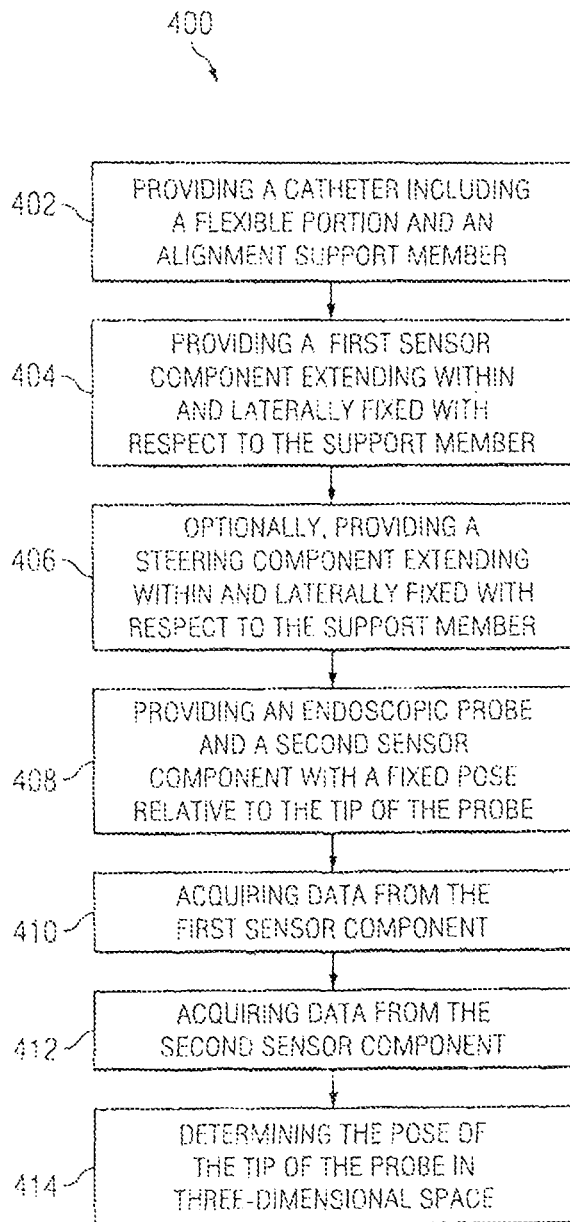 400
402
PROVIDING A CATHETER INCLUDING
A FLEXIBLE PORTION AND AN
ALIGNMENT SUPPORT MEMBER
404
PROVIDING A FIRST SENSOR
COMPONENT EXTENDING WITHIN
AND LATERALLY FIXED WITH
RESPECT TO THE SUPPORT MEMBER
406
OPTIONALLY, PROVIDING A
STEERING COMPONENT EXTENDING
WITHIN AND LATERALLY FIXED WITH
RESPECT TO THE SUPPORT MEMBER
408
PROVIDING AN ENDOSCOPIC PROBE
AND A SECOND SENSOR
COMPONENT WITH A FIXED POSE
RELATIVE TO THE TIP OF THE PROBE
410
ACQUIRING DATA FROM THE
FIRST SENSOR COMPONENT
412
ACQUIRING DATA FROM THE
SECOND SENSOR COMPONENT
414
DETERMINING THE POSE OF
THE TIP OF THE PROBE IN
THREE-DIMENSIONAL SPACE